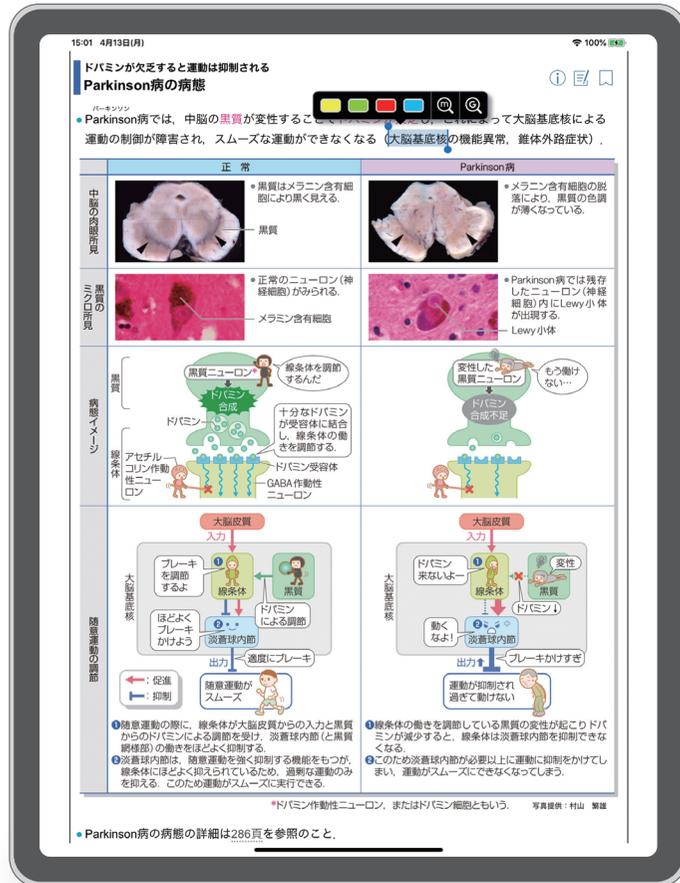 15:01 4月13日(月)
100%
ドパミンが欠乏すると運動は抑制される
Parkinson病の病態
パーキンソン
Parkinson病では，中脳の黒質が変性することで
これによって大脳基底核による
運動の制御が障害され，スムーズな運動ができなくなる（大脳基底核の機能異常，錐体外路症状）．
正常
Parkinson病
中脳の肉眼所見
黒質はメラニン含有細
胞により黒く見える．
黒質
メラニン含有細胞の脱
落により，黒質の色調
が薄くなっている．
黒質の
ミクロ所見
正常のニューロン（神
経細胞）がみられる．
メラミン含有細胞
Parkinson病では残存
したニューロン（神経
細胞）内にLewy小体
が出現する．
Lewy小体
病態イメージ
黒質
線条体
黒質ニューロン*
線条体を調節
するんだ
ドパミン
合成
ドパミン
十分なドパミン
が受容体に結合
し，線条体の働
きを調節する．
アセチル
コリン作動
性ニュー
ロン
ドパミン受容体
GABA作動性
ニューロン
変性した
黒質ニューロン
もう働け
ない…
ドパミン
合成不足
随意運動の調節
大脳皮質
入力
大脳基底核
ブレーキ
を調節
するよ
❶
線条体
黒質
ドパミン
による調節
ほどよく
ブレーキ
かけよう
❷
淡蒼球内節
出力
適度にブレーキ
：促進
：抑制
随意運動が
スムーズ
大脳皮質
入力
大脳基底核
ドパミン
来ないよー
❶
線条体
変性
黒質
ドパミン↓
動く
なよ！
❷
淡蒼球内節
出力↑
ブレーキかけすぎ
運動が抑制され
過ぎて動けない
❶随意運動の際に，線条体が大脳皮質からの入力と黒質
からのドパミンによる調節を受け，淡蒼球内節（と黒質
網様部）の働きをほどよく抑制する．
❷淡蒼球内節は，随意運動を強く抑制する機能をもつが，
線条体にほどよく抑えられているため，過剰な運動のみ
を抑える．このため運動がスムーズに実行できる．
❶線条体の働きを調節している黒質の変性が起こりドパ
ミンが減少すると，線条体は淡蒼球内節を抑制できな
くなる．
❷このため淡蒼球内節が必要以上に運動に抑制をかけてし
まい，運動がスムーズにできなくなってしまう．
*ドパミン作動性ニューロン，またはドパミン細胞ともいう．
写真提供：村山 繁雄
Parkinson病の病態の詳細は286頁を参照のこと．